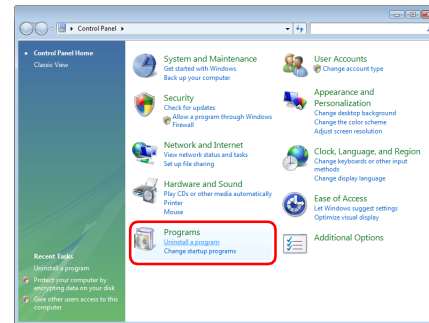 Control Panel
Control Panel Home
Classic View
System and Maintenance
Get started with Windows
Back up your computer
Security
Check for updates
Allow a program through Windows
Firewall
Network and Internet
View network status and tasks
Set up file sharing
Hardware and Sound
Play CDs or other media automatically
Printer
Mouse
Programs
Uninstall a program
Change startup programs
User Accounts
Change account type
Appearance and
Personalization
Change desktop background
Change the color scheme
Adjust screen resolution
Clock, Language, and Region
Change keyboards or other input
methods
Change display language
Ease of Access
Let Windows suggest settings
Optimize visual display
Additional Options
Recent Tasks
Uninstall a program
Protect your computer by
encrypting data on your disk
Give other users access to this
computer